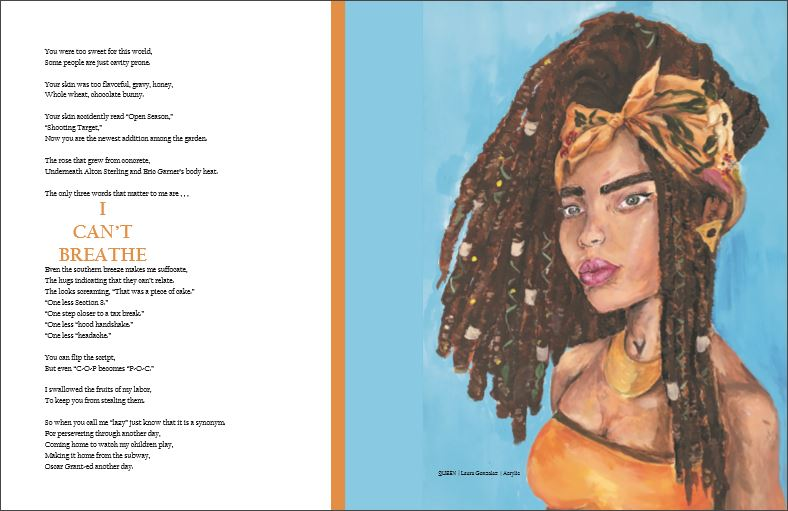 You were too sweet for this world,
Some people are just cavity prone.
Your skin was too flavorful, gravy, honey,
Whole wheat, chocolate bunny.
Your skin accidently read “Open Season,”
“Shooting Target,”
Now you are the newest addition among the garden.
The rose that grew from concrete,
Underneath Alton Sterling and Eric Garner’s body heat.
The only three words that matter to me are . . .
I
CAN’T
BREATHE
Even the southern breeze makes me suffocate,
The hugs indicating that they can’t relate.
The looks screaming, “That was a piece of cake.”
“One less Section 8.”
“One step closer to a tax break.”
“One less “hood handshake.”
“One less “headache.”
You can flip the script,
But even “C-O-P becomes “P-O-C.”
I swallowed the fruits of my labor,
To keep you from stealing them.
So when you call me “lazy” just know that it is a synonym.
For persevering through another day,
Coming home to watch my children play,
Making it home from the subway,
Oscar Grant-ed another day.
QUEEN | Laura Gonzalez | Acrylic